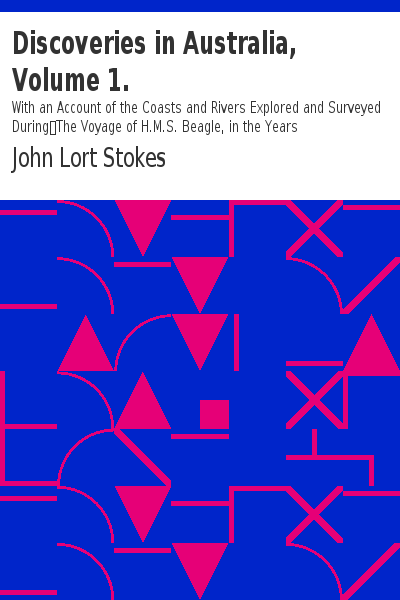 Discoveries in Australia,
Volume 1.
With an Account of the Coasts and Rivers Explored and Surveyed
During▯The Voyage of H.M.S. Beagle, in the Years
John Lort Stokes